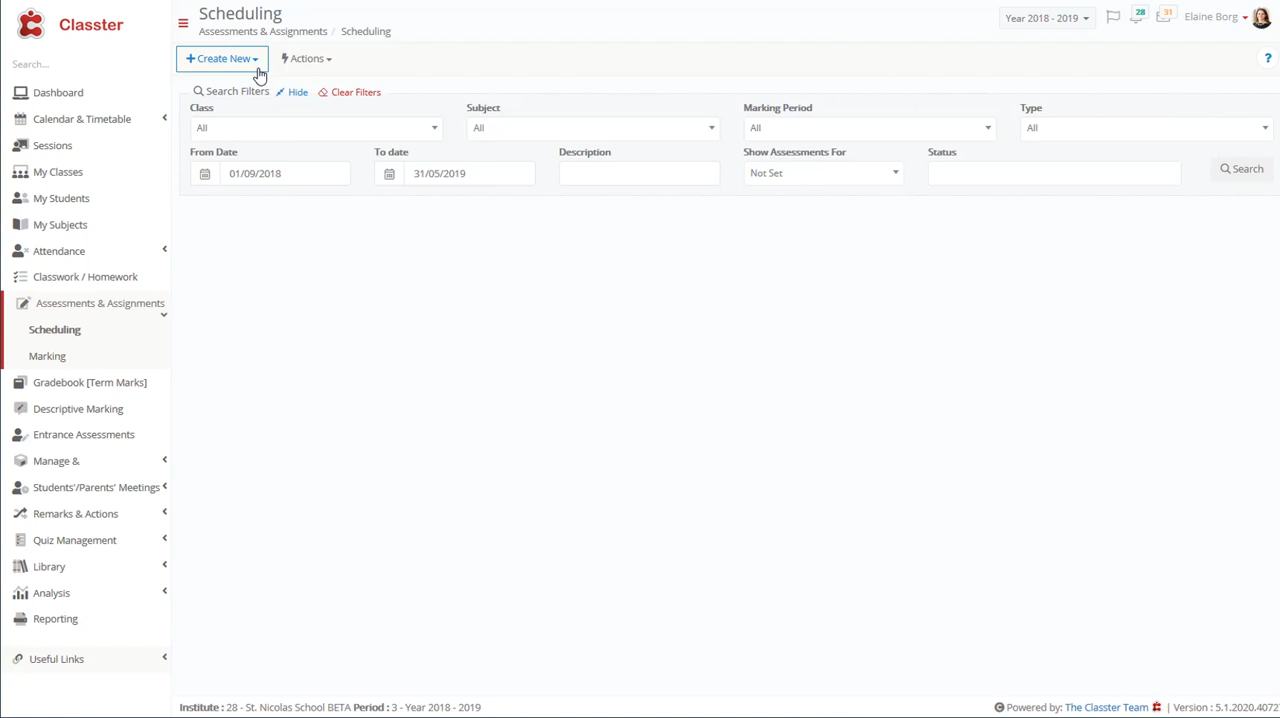 Classter
Scheduling
Assessments & Assignments / Scheduling
Year 2018 - 2019
28
31
Elaine Borg
Search...
Create New
Actions
?
Search Filters Hide Clear Filters
Class
All
Subject
All
Marking Period
All
Type
All
From Date
01/09/2018
To date
31/05/2019
Description
Show Assessments For
Not Set
Status
Search
Dashboard
Calendar & Timetable
Sessions
My Classes
My Students
My Subjects
Attendance
Classwork / Homework
Assessments & Assignments
Scheduling
Marking
Gradebook [Term Marks]
Descriptive Marking
Entrance Assessments
Manage &
Students'/Parents' Meetings
Remarks & Actions
Quiz Management
Library
Analysis
Reporting
Useful Links
Institute : 28 - St. Nicolas School BETA Period : 3 - Year 2018 - 2019
Powered by: The Classter Team | Version : 5.1.2020.4072